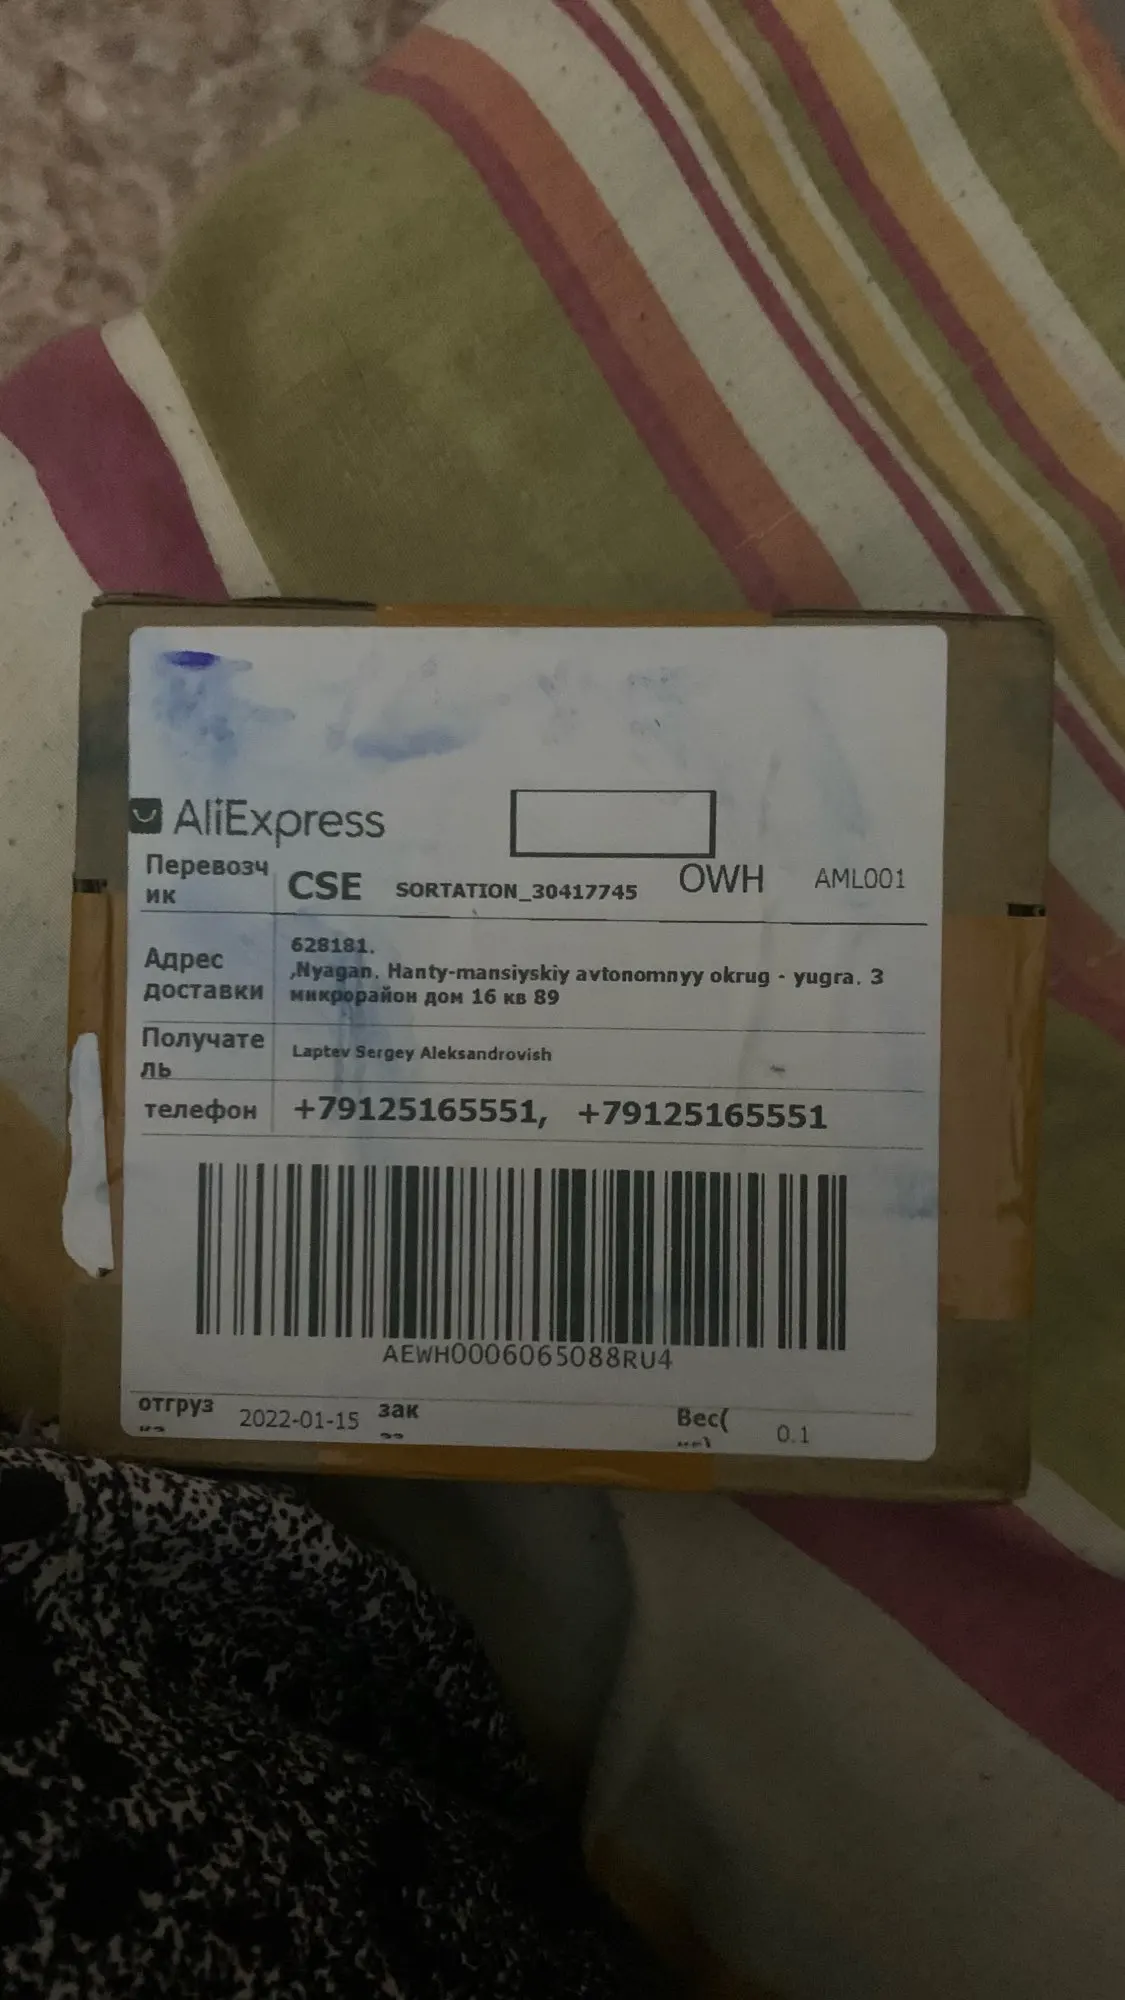 AliExpress
Перевозч
ик
CSE SORTATION_30417745 OWH AML001
Адрес
доставки
628181.
,Nyagan. Hanty-mansiyskiy avtonomnyy okrug - yugra. 3
микрорайон дом 16 кв 89
Получате
ль
Laptev Sergey Aleksandrovish
телефон +79125165551, +79125165551
AEWH0006065088RU4
отгруз 2022-01-15 зак Вес( 0.1